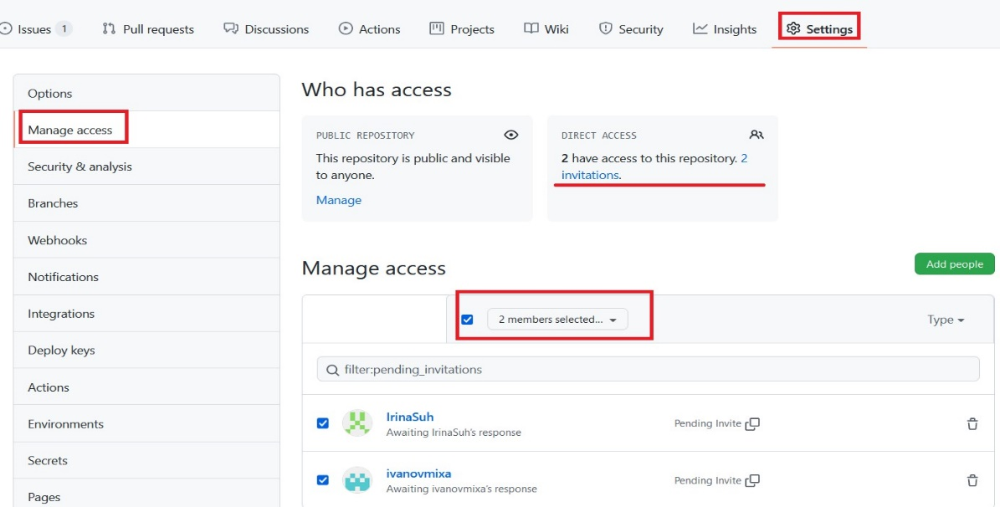 Issues 1 Pull requests Discussions Actions Projects Wiki Security Insights Settings
Options
Manage access
Security & analysis
Branches
Webhooks
Notifications
Integrations
Deploy keys
Actions
Environments
Secrets
Pages
Who has access
PUBLIC REPOSITORY
This repository is public and visible
to anyone.
Manage
DIRECT ACCESS
2 have access to this repository. 2
invitations.
Manage access
Add people
2 members selected...
Type
filter:pending_invitations
IrinaSuh
Awaiting IrinaSuh's response
Pending Invite
ivanovmixa
Awaiting ivanovmixa's response
Pending Invite